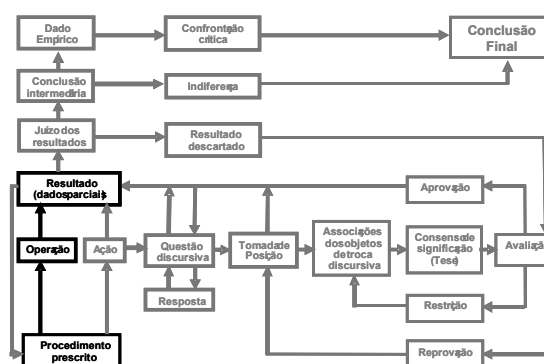 Dado
Empírico
Confrontação
crítica
Conclusão
Final
Conclusão
intermediária
Indiferença
Juízo dos
resultados
Resultado
descartado
Resultado
(dados parciais)
Aprovação
Operação
Ação
Questão
discursiva
Tomada de
Posição
Associações
dos objetos
de troca
discursiva
Consenso de
significação
(Tese)
Avaliação
Resposta
Restrição
Procedimento
prescrito
Reprovação